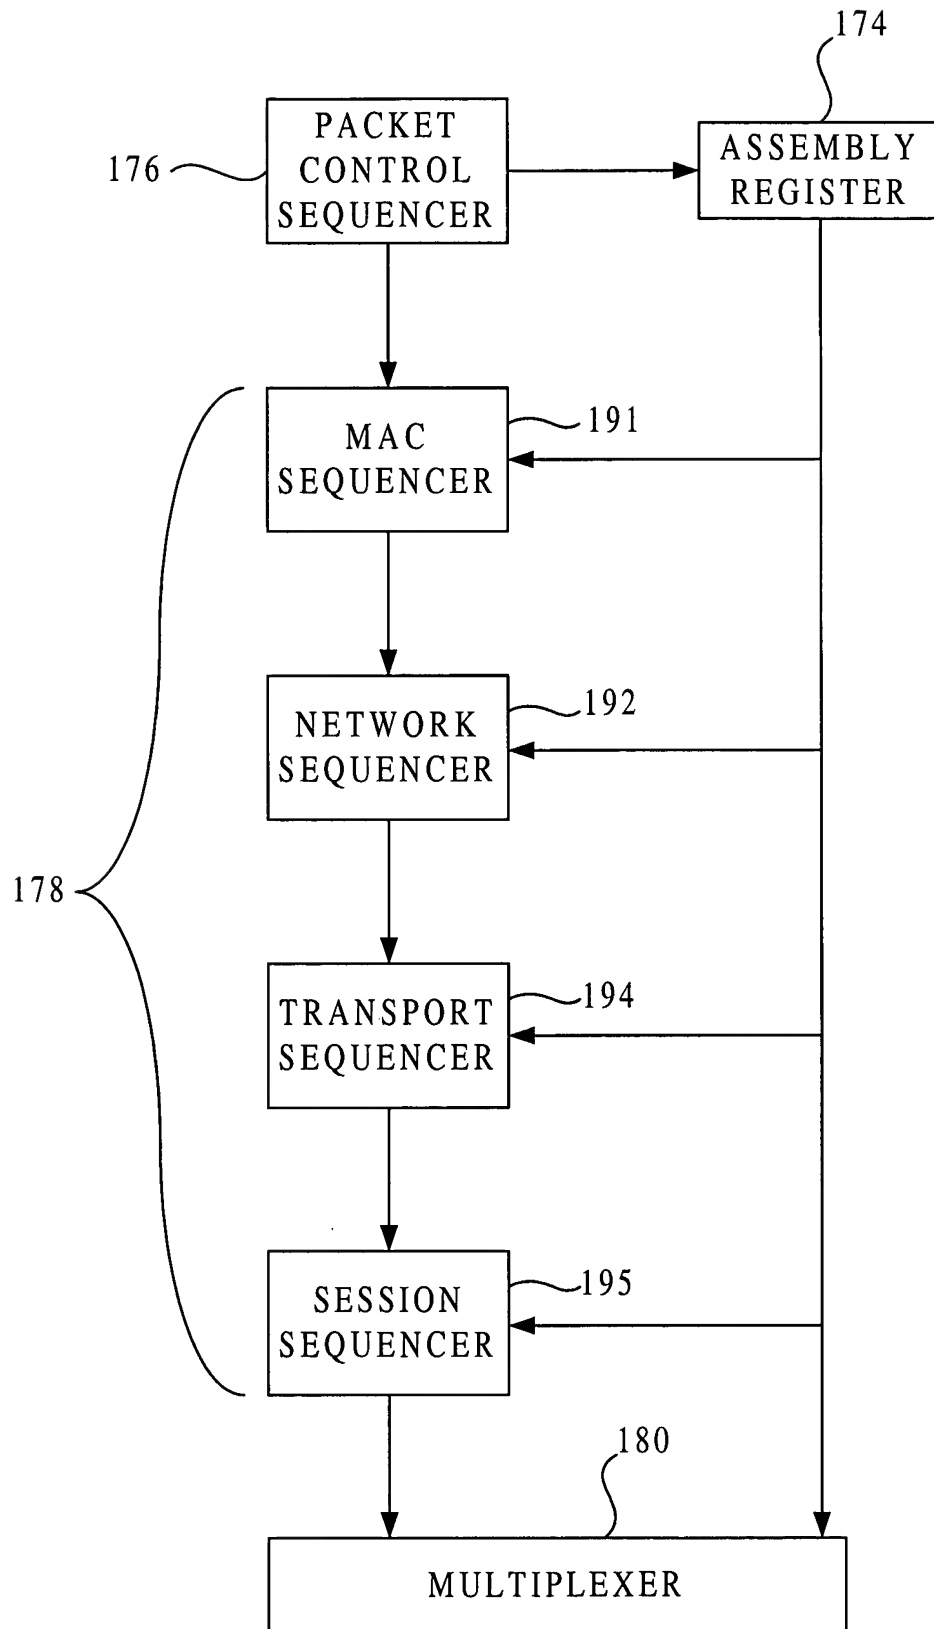 174
PACKET
CONTROL
SEQUENCER
176
ASSEMBLY
REGISTER
MAC
SEQUENCER
191
NETWORK
SEQUENCER
192
178
TRANSPORT
SEQUENCER
194
SESSION
SEQUENCER
195
180
MULTIPLEXER